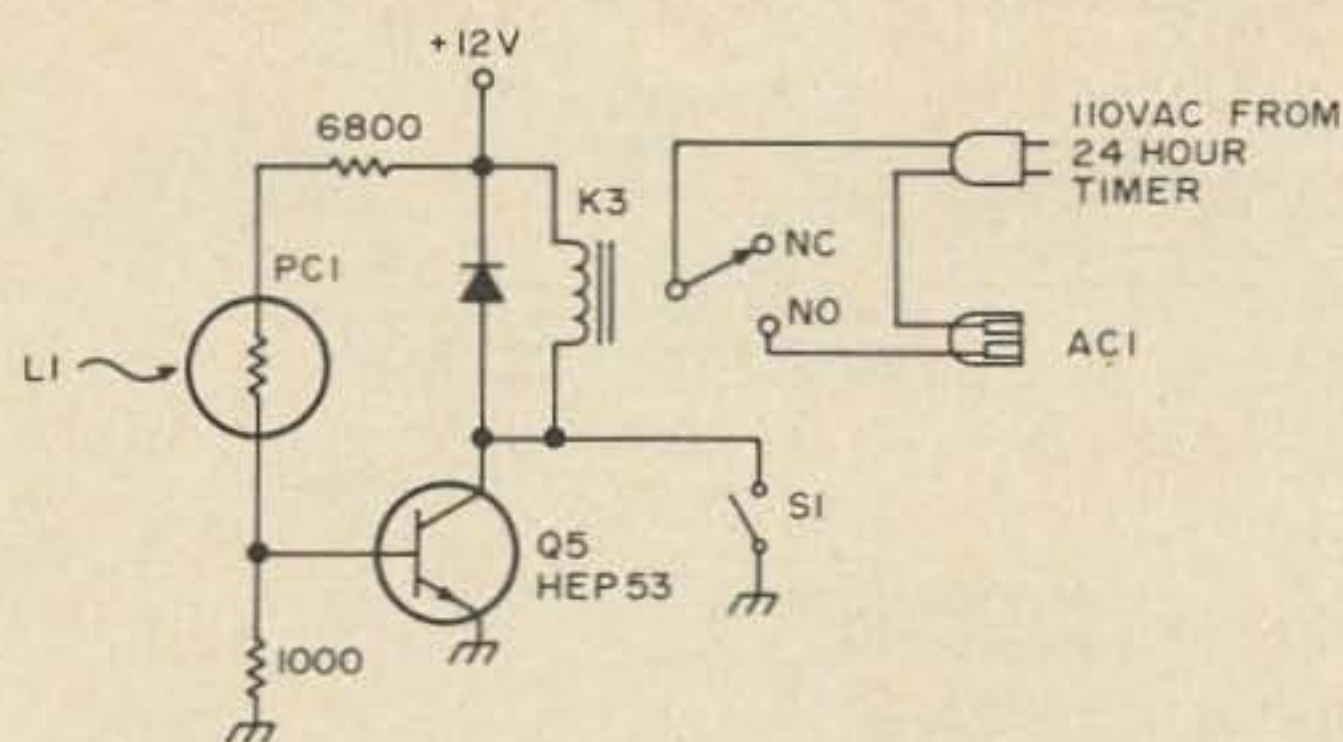 +12V
6800
110VAC FROM
24 HOUR
TIMER
K3
NC
PC1
NO
L1
AC1
S1
Q5
HEP 53
1000